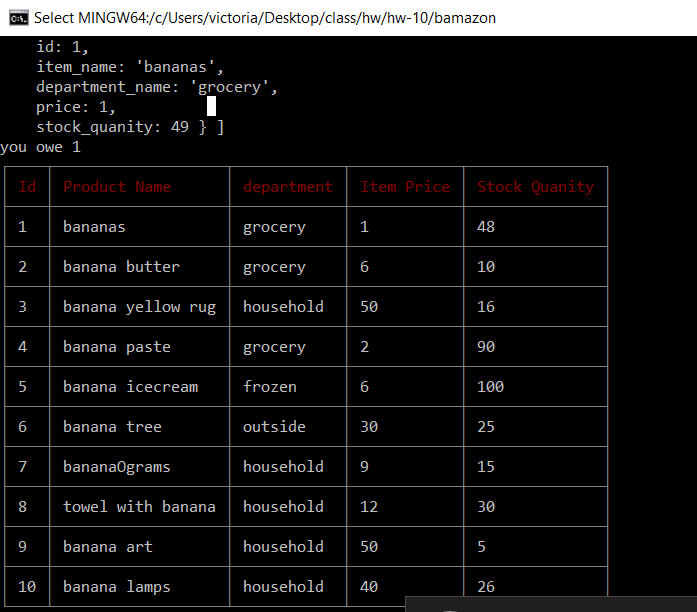 Select MINGW64:/c/Users/victoria/Desktop/class/hw/hw-10/bamazon
id: 1,
item_name: 'bananas',
department_name: 'grocery',
price: 1,
stock_quanity: 49 } ]
you owe 1
Id Product Name department Item Price Stock Quanity
1 bananas grocery 1 48
2 banana butter grocery 6 10
3 banana yellow rug household 50 16
4 banana paste grocery 2 90
5 banana icecream frozen 6 100
6 banana tree outside 30 25
7 bananaOgrams household 9 15
8 towel with banana household 12 30
9 banana art household 50 5
10 banana lamps household 40 26